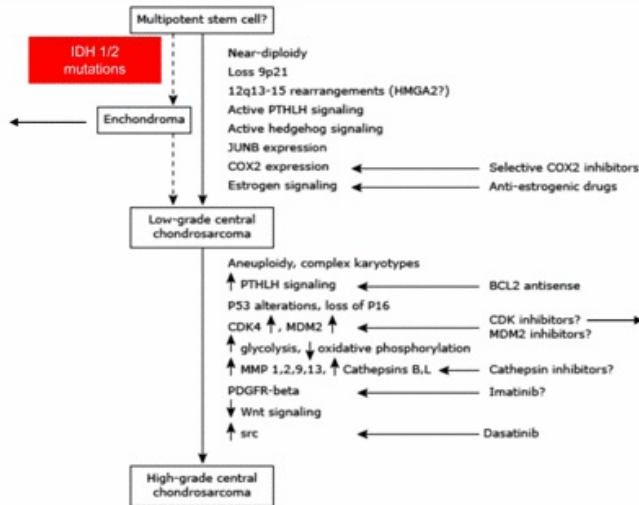 Multipotent stem cell?
IDH 1/2
mutations
Near-diploidy
Loss 9p21
12q13-15 rearrangements (HMGA2?)
Active PTHLH signaling
Enchondroma
Active hedgehog signaling
JUNB expression
COX2 expression
Selective COX2 inhibitors
Estrogen signaling
Anti-estrogenic drugs
Low-grade central
chondrosarcoma
Aneuploidy, complex karyotypes
↑ PTHLH signaling
BCL2 antisense
P53 alterations, loss of P16
CDK4 ↑, MDM2 ↑
CDK inhibitors?
MDM2 inhibitors?
↑ glycolysis, ↓ oxidative phosphorylation
↑ MMP 1,2,9,13, ↑ Cathepsins B,L
Cathepsin inhibitors?
PDGFR-beta
Imatinib?
↓ Wnt signaling
↑ src
Dasatinib
High-grade central
chondrosarcoma